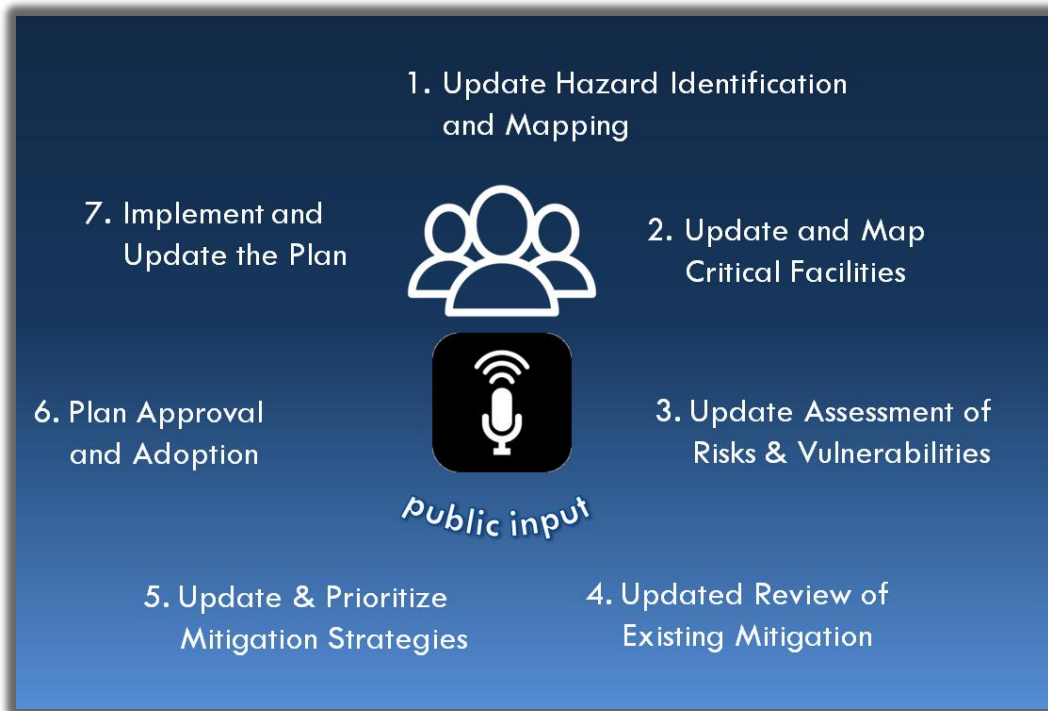 1. Update Hazard Identification
and Mapping
2. Update and Map
Critical Facilities
3. Update Assessment of
Risks & Vulnerabilities
4. Updated Review of
Existing Mitigation
5. Update & Prioritize
Mitigation Strategies
6. Plan Approval
and Adoption
7. Implement and
Update the Plan
public input